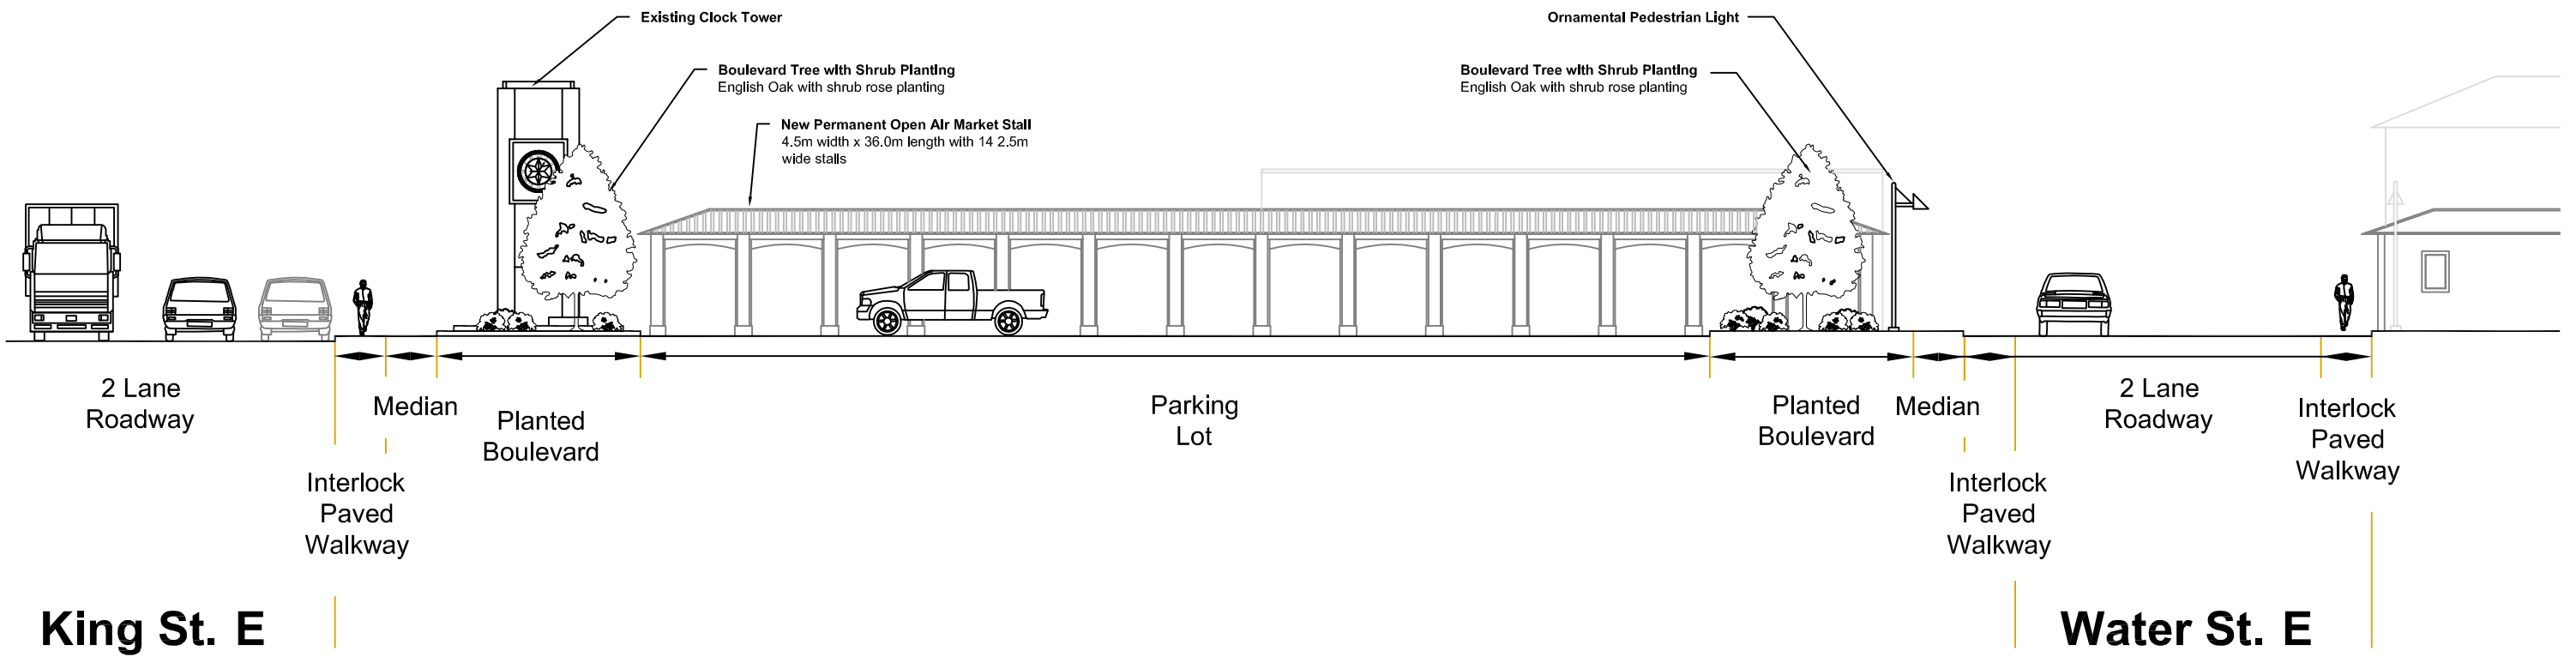 Existing Clock Tower
Ornamental Pedestrian Light
Boulevard Tree with Shrub Planting
English Oak with shrub rose planting
Boulevard Tree with Shrub Planting
English Oak with shrub rose planting
New Permanent Open Air Market Stall
4.5m width x 36.0m length with 14 2.5m
wide stalls
2 Lane
Roadway
Median
Planted
Boulevard
Parking
Lot
Planted
Boulevard
Median
2 Lane
Roadway
Interlock
Paved
Walkway
Interlock
Paved
Walkway
Interlock
Paved
Walkway
King St. E
Water St. E